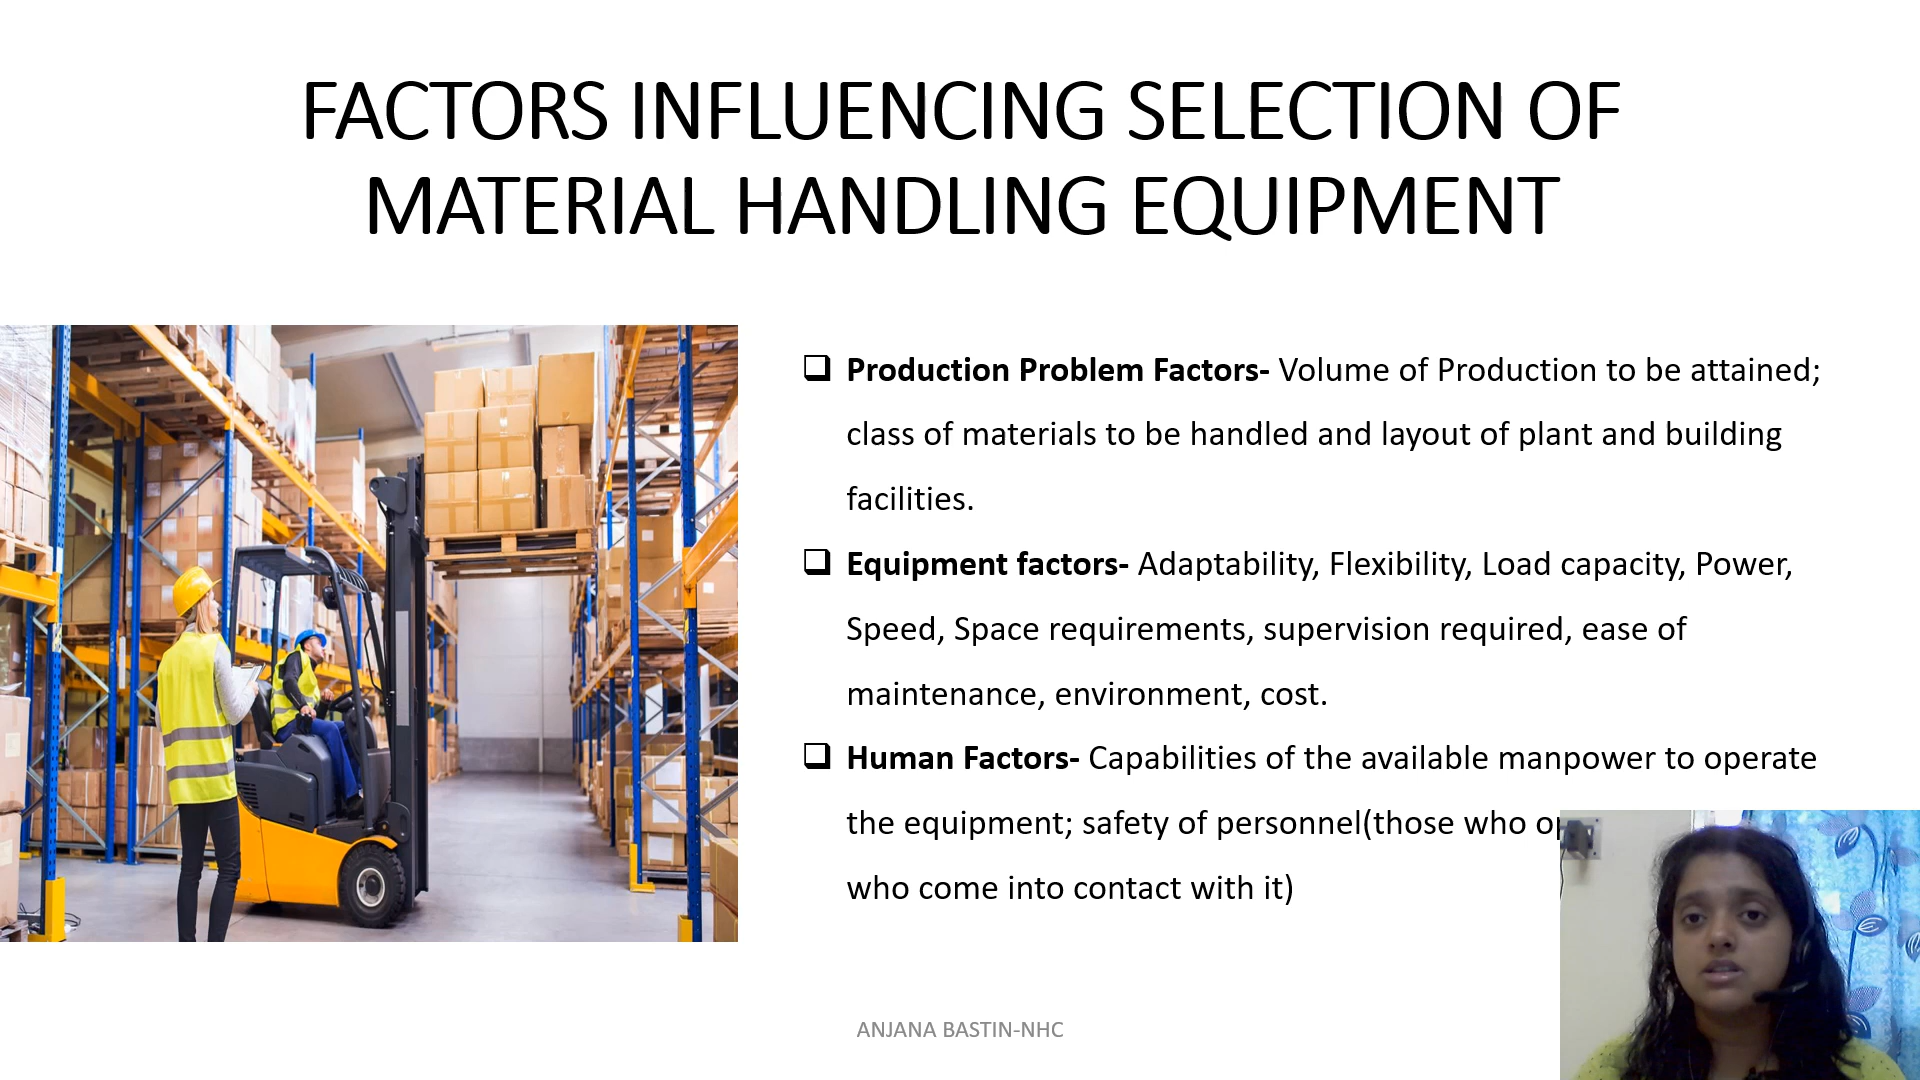 FACTORS INFLUENCING SELECTION OF
MATERIAL HANDLING EQUIPMENT
Production Problem Factors- Volume of Production to be attained;
class of materials to be handled and layout of plant and building
facilities.
Equipment factors- Adaptability, Flexibility, Load capacity, Power,
Speed, Space requirements, supervision required, ease of
maintenance, environment, cost.
Human Factors- Capabilities of the available manpower to operate
the equipment; safety of personnel(those who
who come into contact with it)
ANJANA BASTIN-NHC